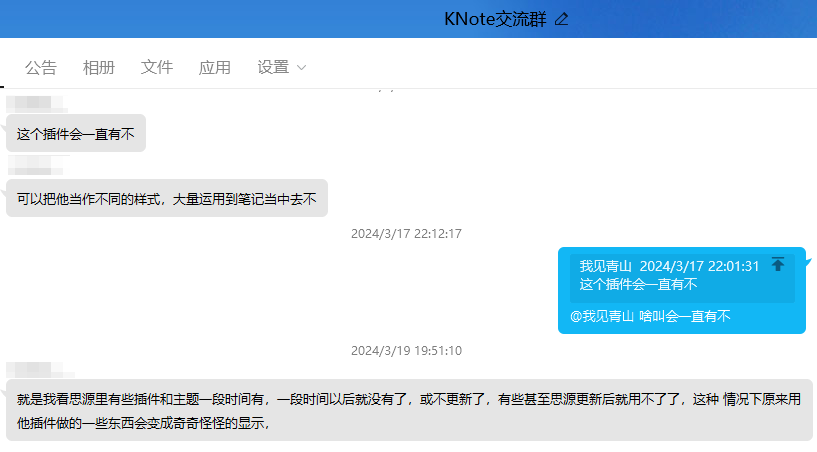 KNote交流群
公告 相册 文件 应用 设置
这个插件会一直有不
可以把他当作不同的样式，大量运用到笔记当中去不
2024/3/17 22:12:17
我见青山 2024/3/17 22:01:31
这个插件会一直有不
@我见青山 啥叫会一直有不
2024/3/19 19:51:10
就是我看思源里有些插件和主题一段时间有，一段时间以后就没有了，或不更新了，有些甚至思源更新后就用不了了，这种 情况下原来用
他插件做的一些东西会变成奇奇怪怪的显示，